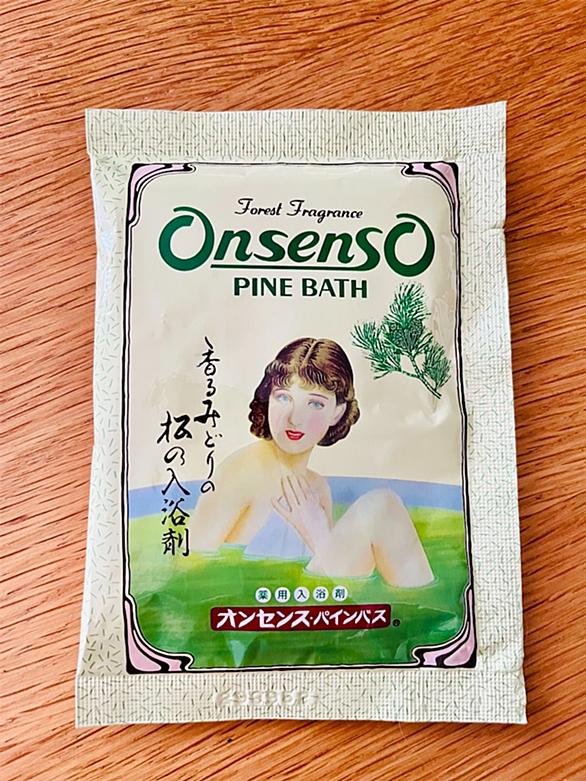 Forest Fragrance
OnsensO
PINE BATH
香るみどりの
松の入浴剤
薬用入浴剤
オンセンス・パインバス®